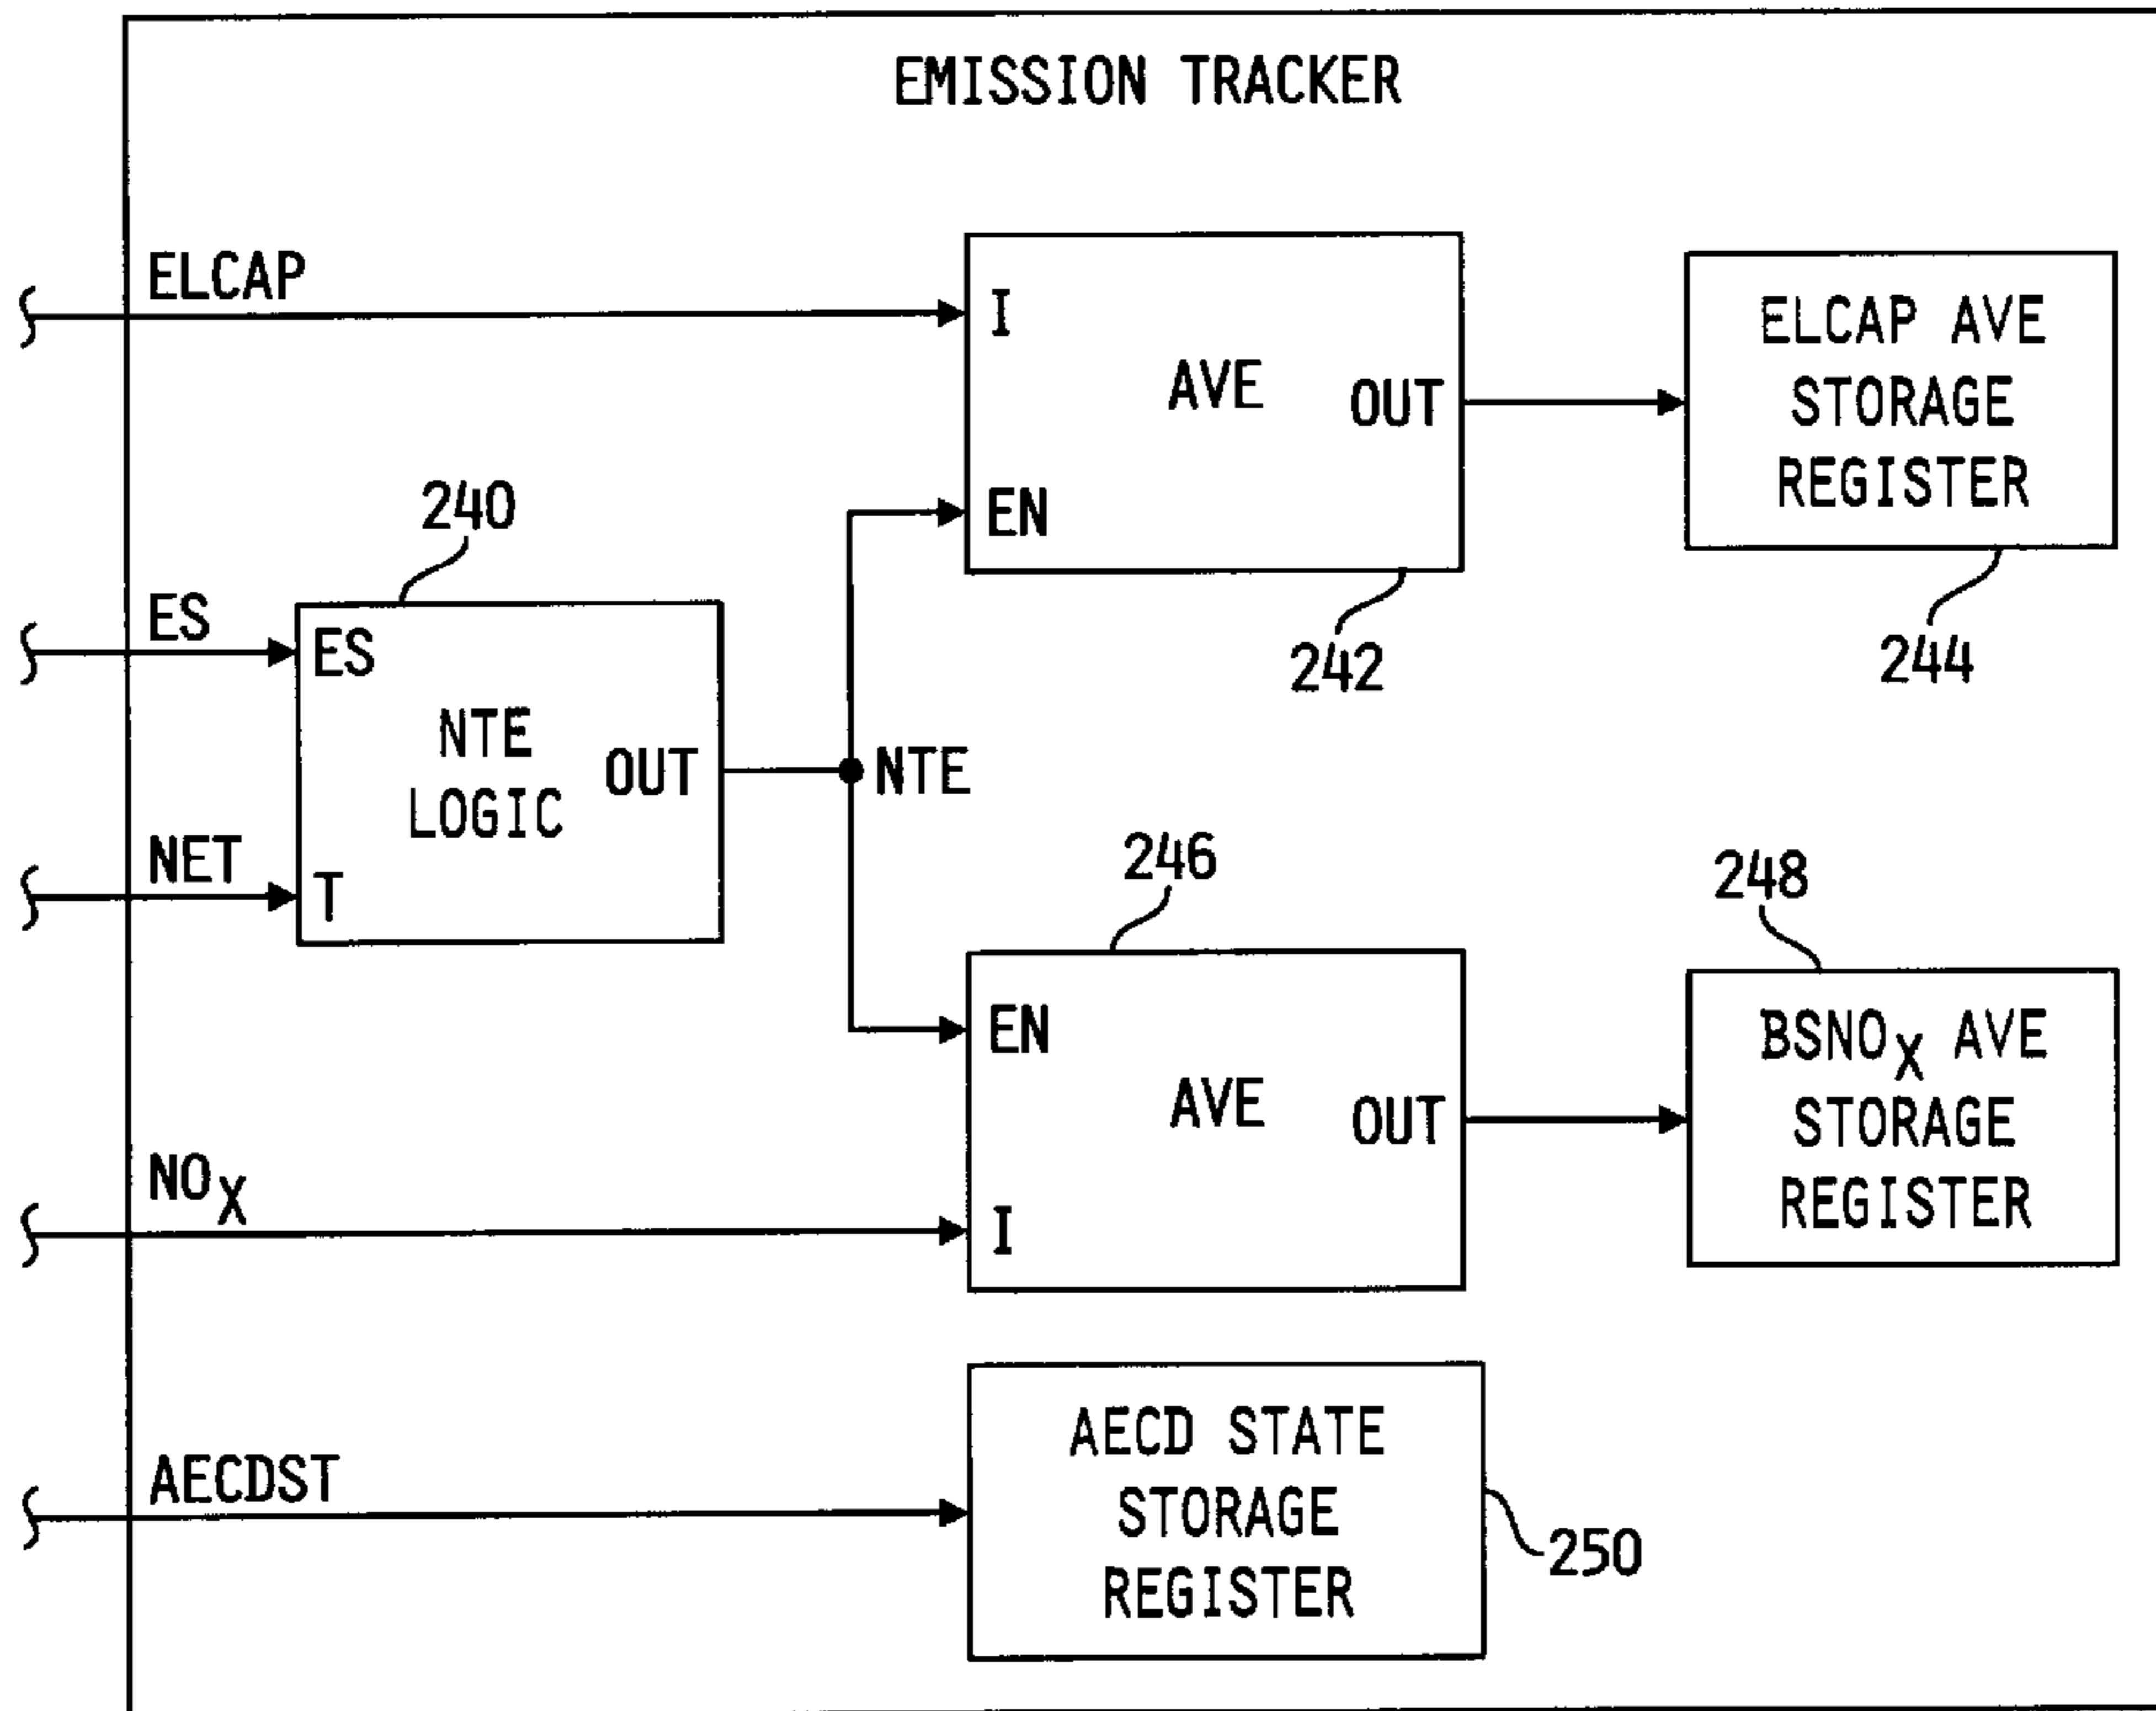 EMISSION TRACKER
ELCAP
I
AVE
OUT
EN
ELCAP AVE
STORAGE
REGISTER
240
242
244
ES
ES
NTE
LOGIC
OUT
NTE
NET
T
246
248
EN
AVE
OUT
I
BSNOX AVE
STORAGE
REGISTER
NOX
AECDST
AECD STATE
STORAGE
REGISTER
250